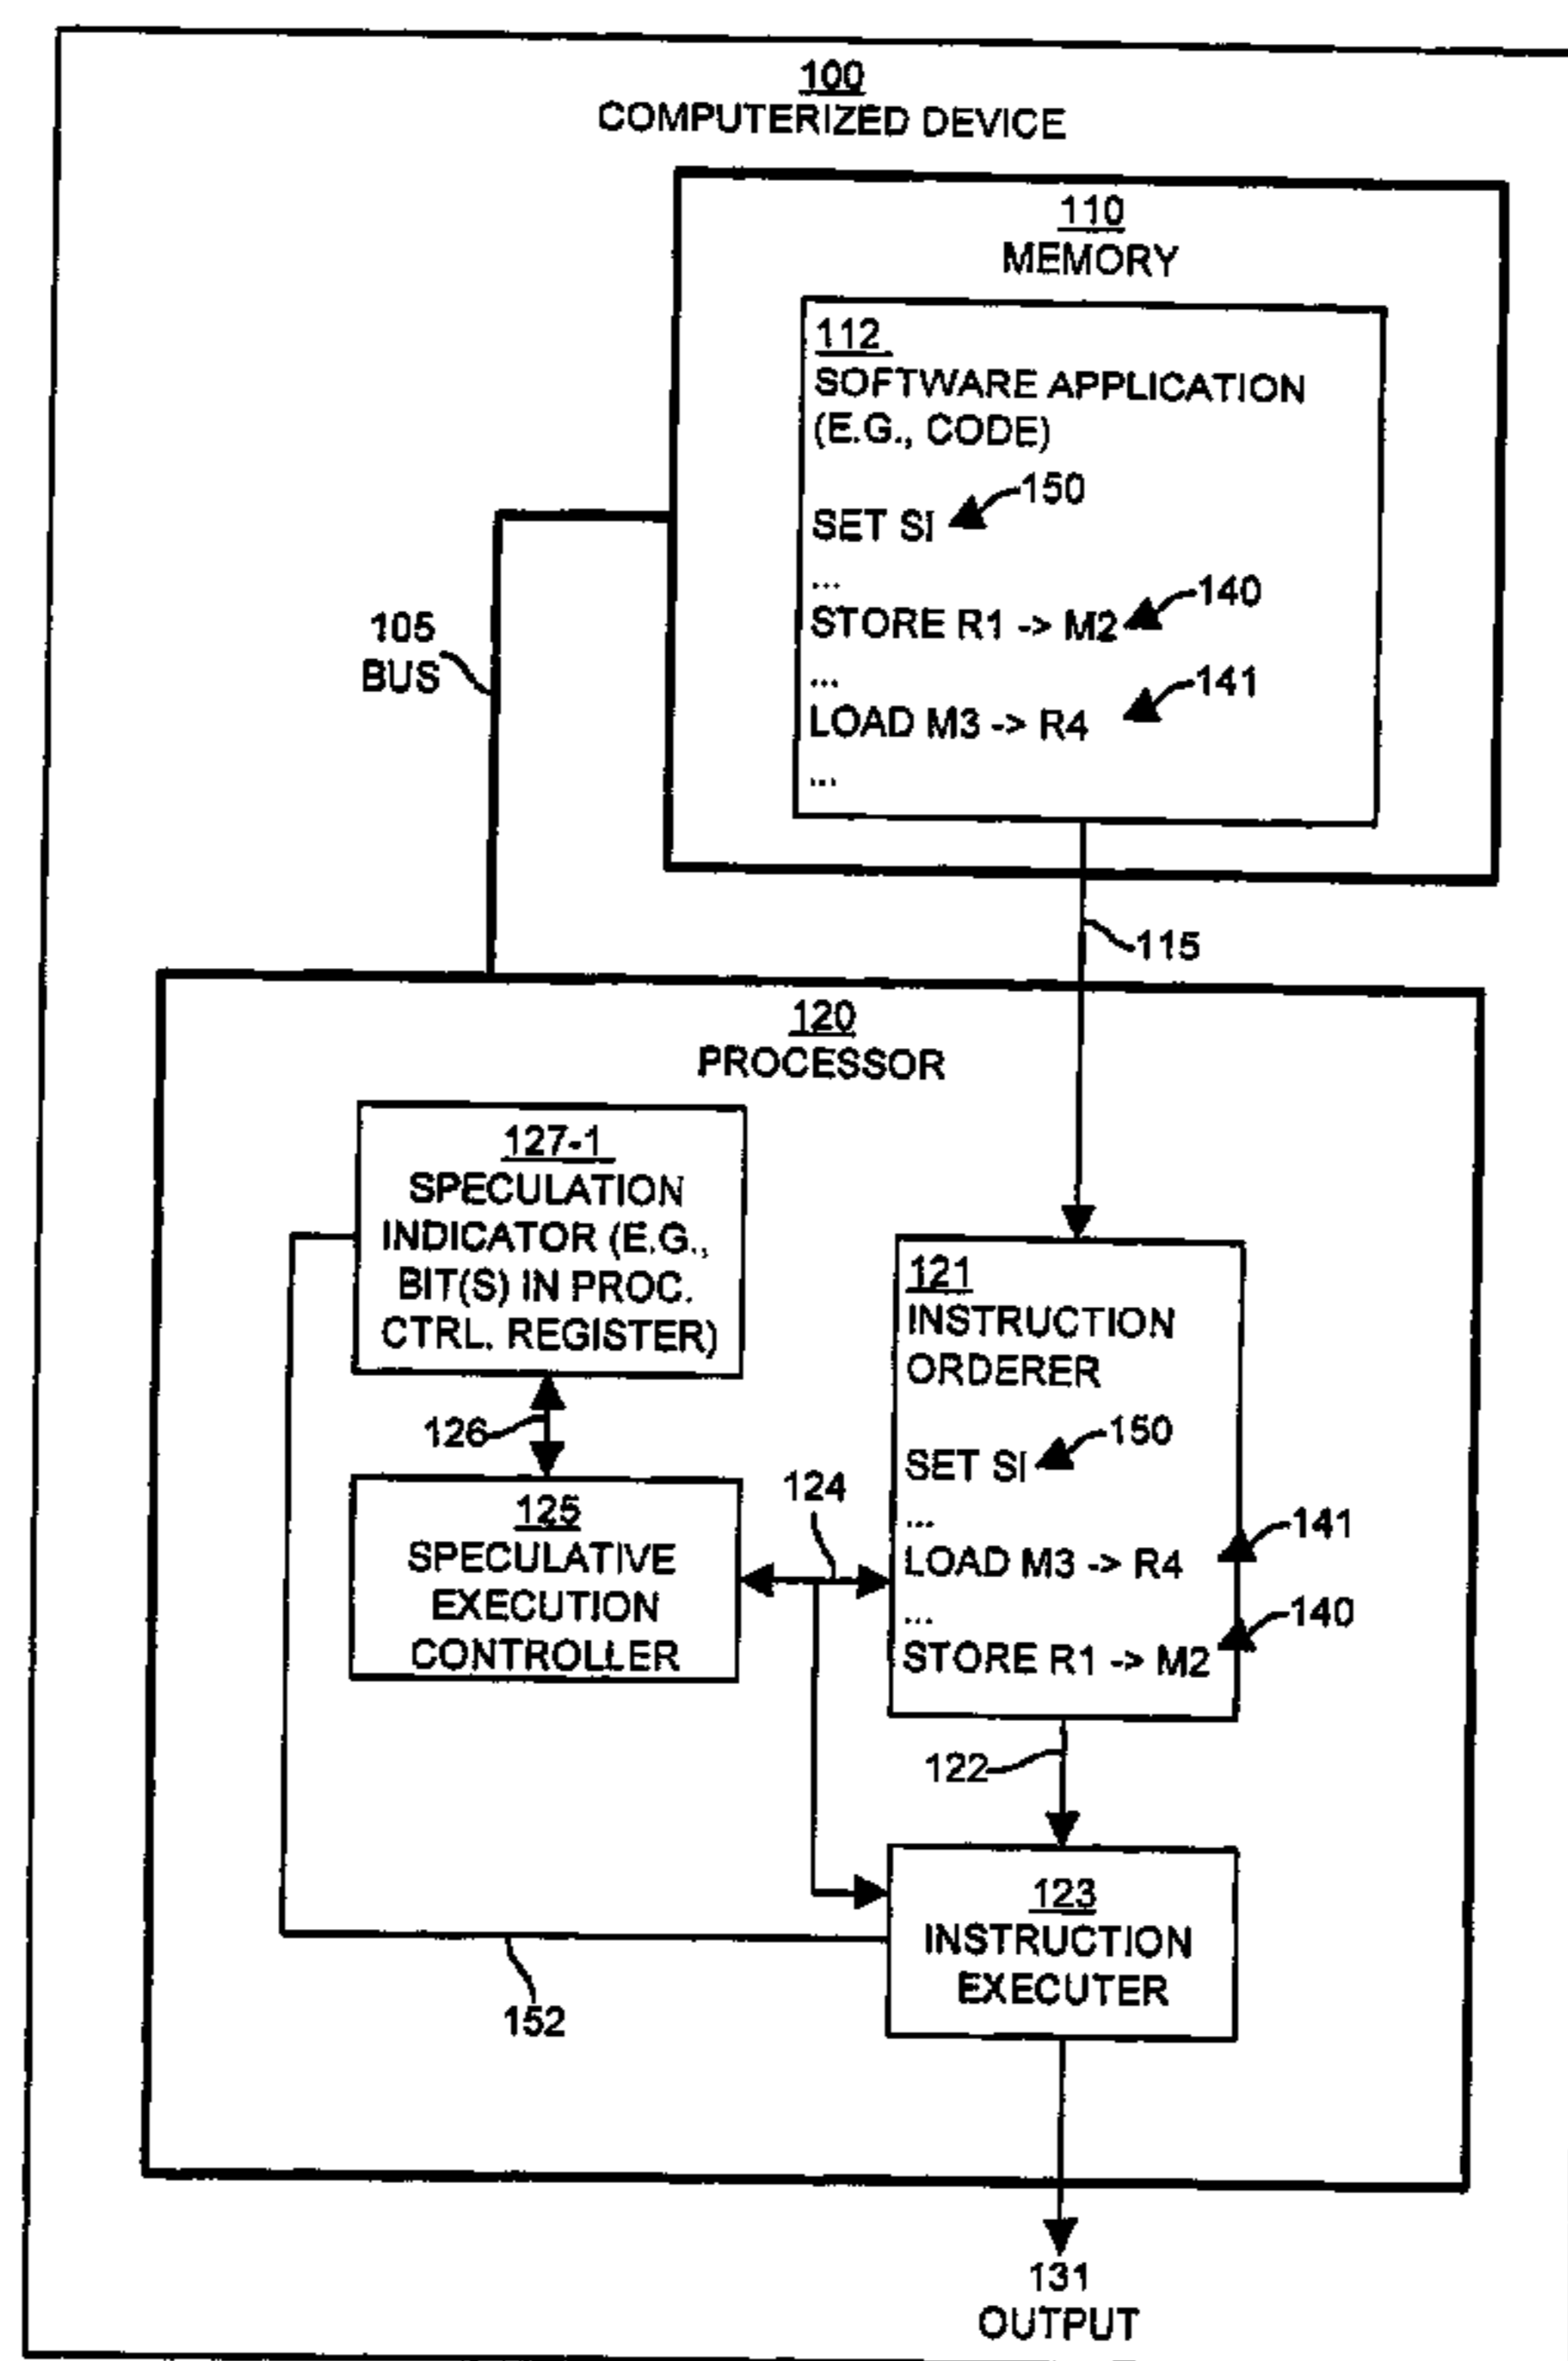 100
COMPUTERIZED DEVICE
110
MEMORY
112
SOFTWARE APPLICATION
(E.G., CODE)
SET SI
150
...
STORE R1 -> M2
140
...
LOAD M3 -> R4
141
...
105
BUS
115
120
PROCESSOR
127-1
SPECULATION
INDICATOR (E.G.,
BIT(S) IN PROC.
CTRL. REGISTER)
126
125
SPECULATIVE
EXECUTION
CONTROLLER
124
121
INSTRUCTION
ORDERER
SET SI
150
...
LOAD M3 -> R4
141
...
STORE R1 -> M2
140
122
123
INSTRUCTION
EXECUTER
152
131
OUTPUT